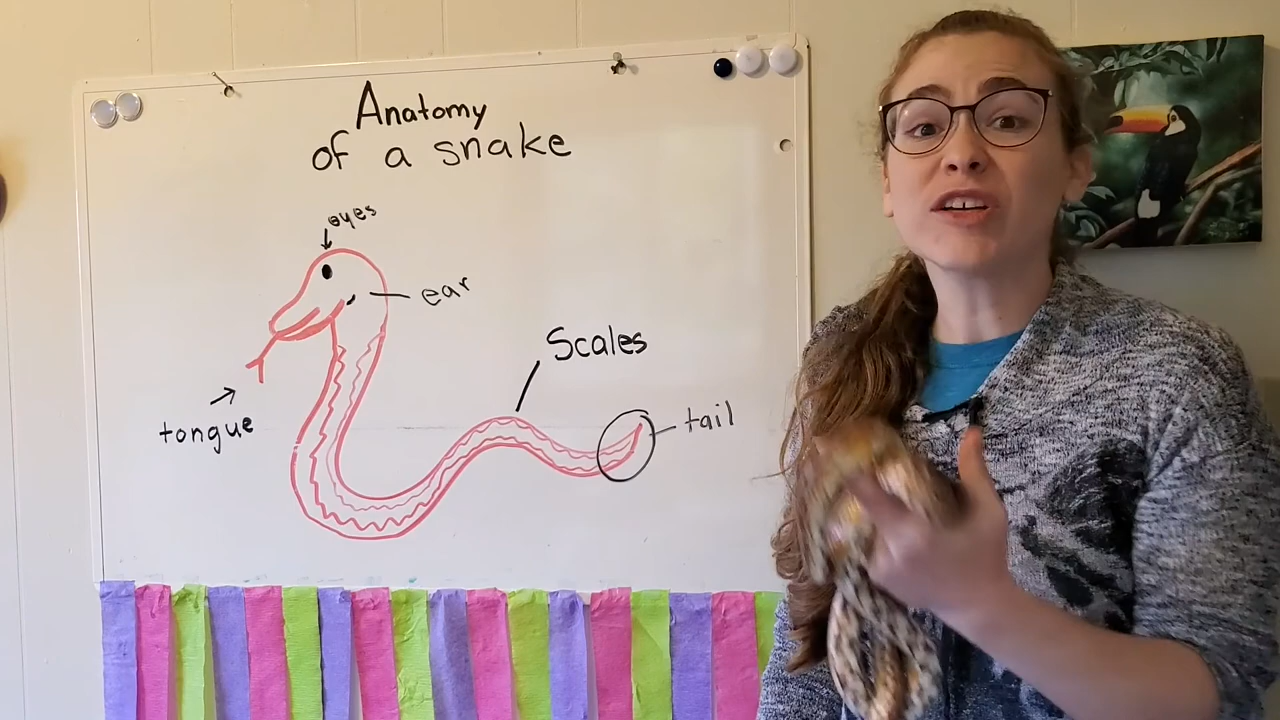 Anatomy
of a snake
eyes
ear
Scales
tail
tongue